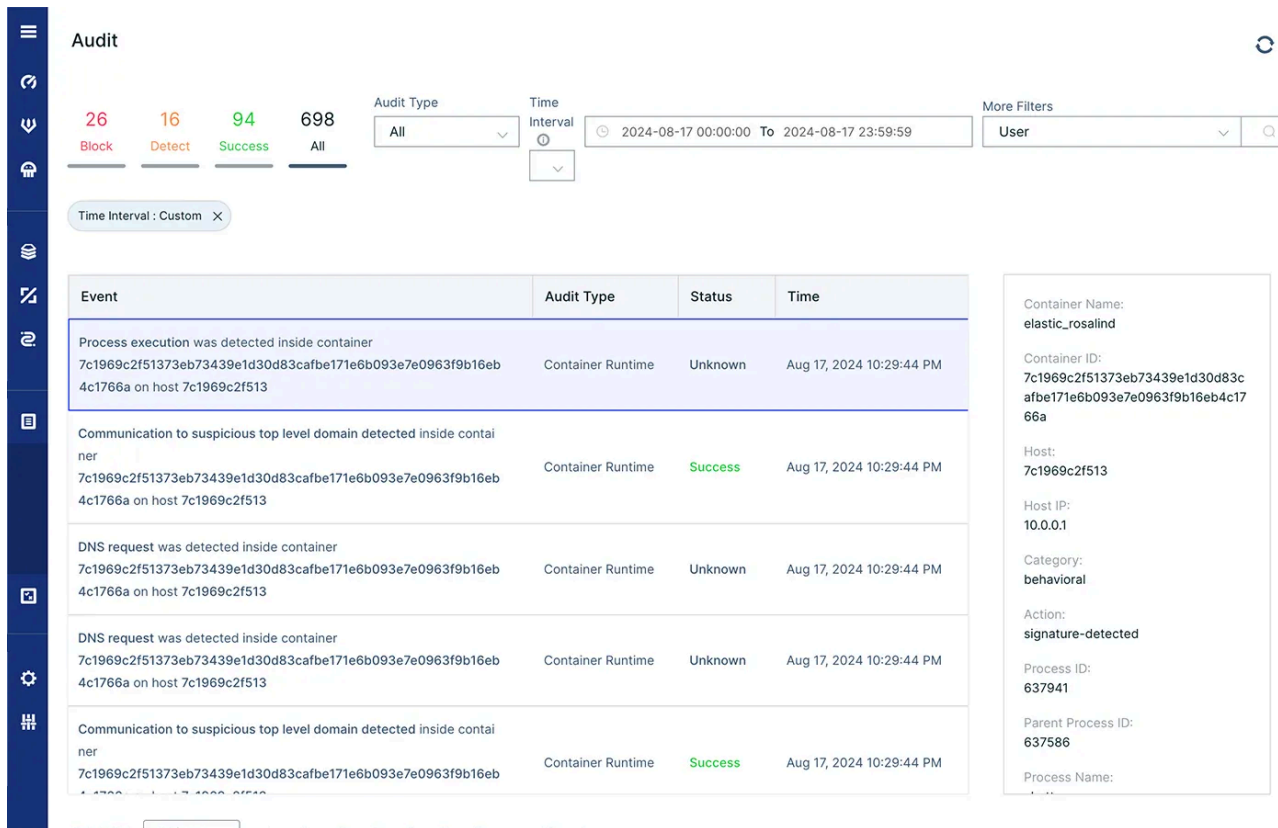 Audit
26
Block
16
Detect
94
Success
698
All
Audit Type
All
Time
Interval
2024-08-17 00:00:00 To 2024-08-17 23:59:59
More Filters
User
Time Interval : Custom
Event
Audit Type
Status
Time
Process execution was detected inside container
7c1969c2f51373eb73439e1d30d83cafbe171e6b093e7e0963f9b16eb
4c1766a on host 7c1969c2f513
Container Runtime
Unknown
Aug 17, 2024 10:29:44 PM
Communication to suspicious top level domain detected inside contai
ner
7c1969c2f51373eb73439e1d30d83cafbe171e6b093e7e0963f9b16eb
4c1766a on host 7c1969c2f513
Container Runtime
Success
Aug 17, 2024 10:29:44 PM
DNS request was detected inside container
7c1969c2f51373eb73439e1d30d83cafbe171e6b093e7e0963f9b16eb
4c1766a on host 7c1969c2f513
Container Runtime
Unknown
Aug 17, 2024 10:29:44 PM
DNS request was detected inside container
7c1969c2f51373eb73439e1d30d83cafbe171e6b093e7e0963f9b16eb
4c1766a on host 7c1969c2f513
Container Runtime
Unknown
Aug 17, 2024 10:29:44 PM
Communication to suspicious top level domain detected inside contai
ner
7c1969c2f51373eb73439e1d30d83cafbe171e6b093e7e0963f9b16eb
Container Runtime
Success
Aug 17, 2024 10:29:44 PM
Container Name:
elastic_rosalind
Container ID:
7c1969c2f51373eb73439e1d30d83c
afbe171e6b093e7e0963f9b16eb4c17
66a
Host:
7c1969c2f513
Host IP:
10.0.0.1
Category:
behavioral
Action:
signature-detected
Process ID:
637941
Parent Process ID:
637586
Process Name: